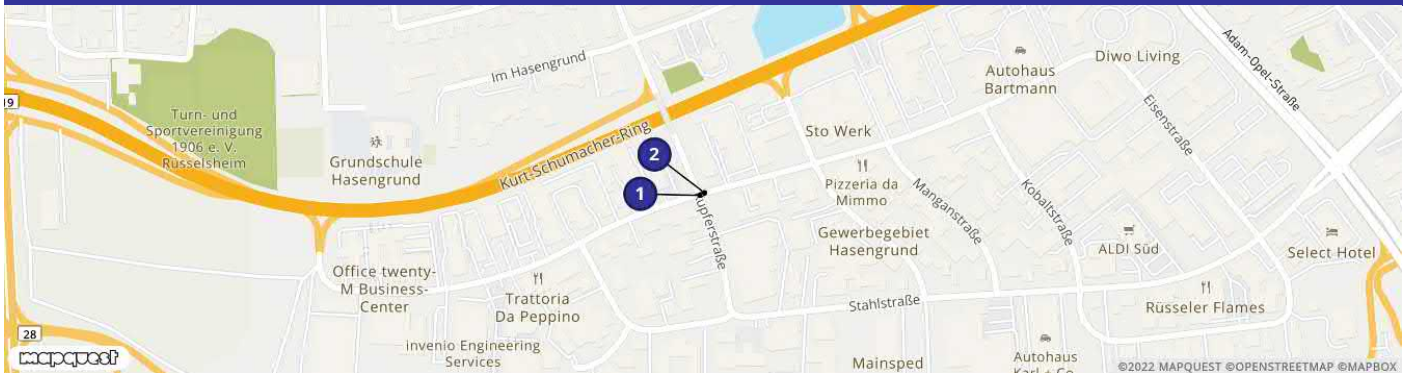 Im Hasengrund
Adam-Opel-Straße
Diwo Living
Autohaus
Bartmann
19
Turn- und
Sportvereinigung
1906 e. V.
Rüsselsheim
Eisenstraße
Kurt-Schumacher-Ring
Sto Werk
Grundschule
Hasengrund
2
1
Pizzeria da
Mimmo
Manganstraße
Kobaltstraße
Kupferstraße
Gewerbegebiet
Hasengrund
ALDI Süd
Select Hotel
Office twenty-
M Business-
Center
Trattoria
Da Peppino
Stahlstraße
Rüsseler Flames
28
mapquest
invenio Engineering
Services
Mainsped
Autohaus
Karl + Co
©2022 MAPQUEST ©OPENSTREETMAP ©MAPBOX